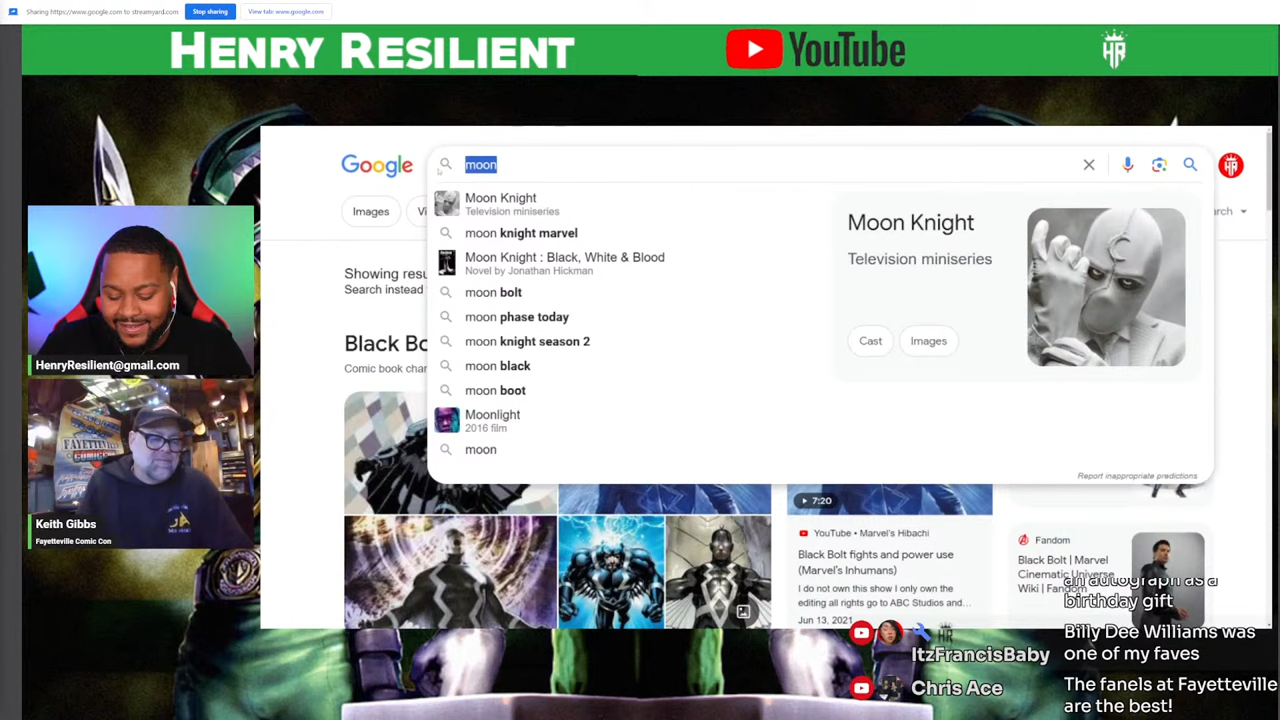 Sharing https://www.google.com to streamyard.com
Stop sharing
View tab: www.google.com
HENRY RESILIENT
YouTube
HR
Google
moon
Images
Vi
rch
Moon Knight
Television miniseries
moon knight marvel
Moon Knight : Black, White & Blood
Novel by Jonathan Hickman
moon bolt
moon phase today
moon knight season 2
moon black
moon boot
Moonlight
2016 film
moon
Moon Knight
Television miniseries
Cast
Images
Report inappropriate predictions
Showing resu
Search instead
Black Bo
Comic book char
7:20
YouTube • Marvel's Hibachi
Black Bolt fights and power use
(Marvel's Inhumans)
I do not own this show I only own the
editing all rights go to ABC Studios and...
Jun 13, 2021
Fandom
Black Bolt | Marvel
Cinematic Universe
Wiki | Fandom
HenryResilient@gmail.com
FAYETTEVILLE
COMICS
Keith Gibbs
Fayetteville Comic Con
an autograph as a
birthday gift
HR
ItzFrancisBaby
Billy Dee Williams was
one of my faves
Chris Ace
The fanels at Fayetteville
are the best!